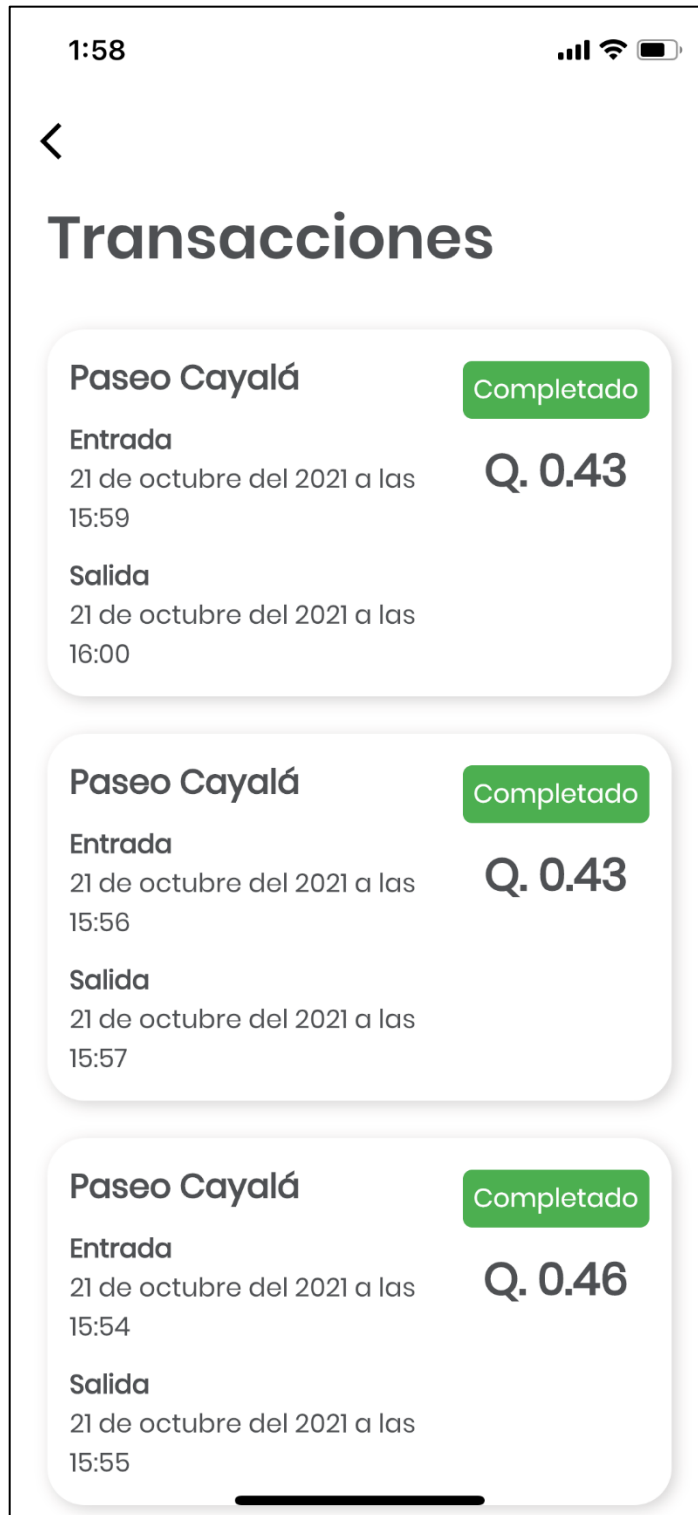 1:58
Transacciones
Paseo Cayalá
Completado
Entrada
21 de octubre del 2021 a las
15:59
Q. 0.43
Salida
21 de octubre del 2021 a las
16:00
Paseo Cayalá
Completado
Entrada
21 de octubre del 2021 a las
15:56
Q. 0.43
Salida
21 de octubre del 2021 a las
15:57
Paseo Cayalá
Completado
Entrada
21 de octubre del 2021 a las
15:54
Q. 0.46
Salida
21 de octubre del 2021 a las
15:55